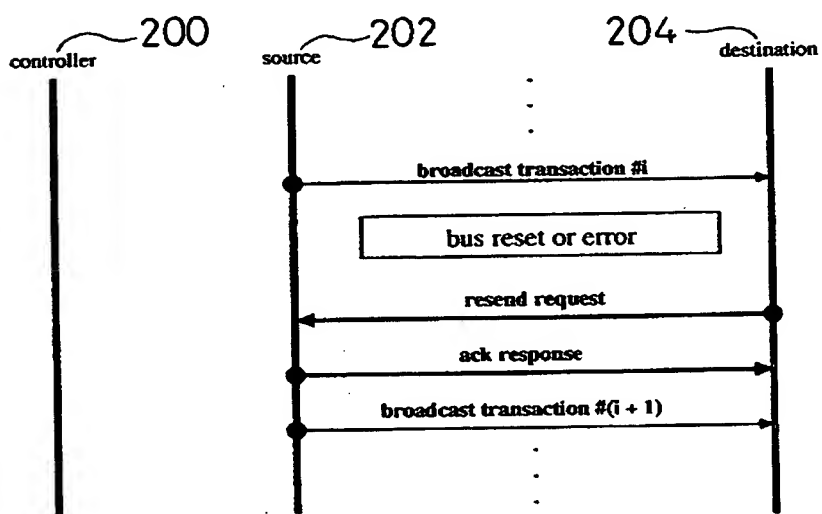 200
202
204
controller
source
destination
broadcast transaction #i
bus reset or error
resend request
ack response
broadcast transaction #(i + 1)